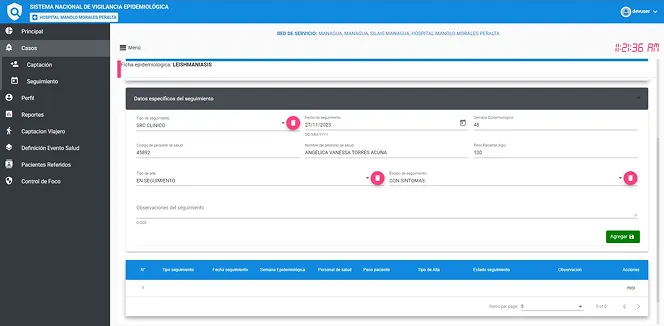 SISTEMA NACIONAL DE VIGILANCIA EPIDEMIOLÓGICA
HOSPITAL MANOLO MORALES PERALTA
devuser
Principal
Casos
Captación
Seguimiento
Perfil
Reportes
Captacion Viajero
Definición Evento Salud
Pacientes Referidos
Control de Foco
RED DE SERVICIO: MANAGUA, MANAGUA, SILAIS MANAGUA, HOSPITAL MANOLO MORALES PERALTA
Menú
11:21:36 AM
Ficha epidemiológica: LEISHMANIASIS
Datos específicos del seguimiento
Tipo de seguimiento
SRC CLINICO
Fecha de seguimiento
27/11/2023
DD/MM/YYYY
Semana Epidemiológica
48
Código de personal de salud
45892
Nombre del personal de salud
ANGELICA VANESSA TORRES ACUNA
Peso Paciente (kgs)
100
Tipo de alta
EN SEGUIMIENTO
Estado de seguimiento
CON SINTOMAS
Observaciones del seguimiento
Agregar
N° Tipo seguimiento Fecha seguimiento Semana Epidemiológica Personal de salud Peso paciente Tipo de Alta Estado seguimiento Observacion Acciones
1
Items per page: 5 0 of 0